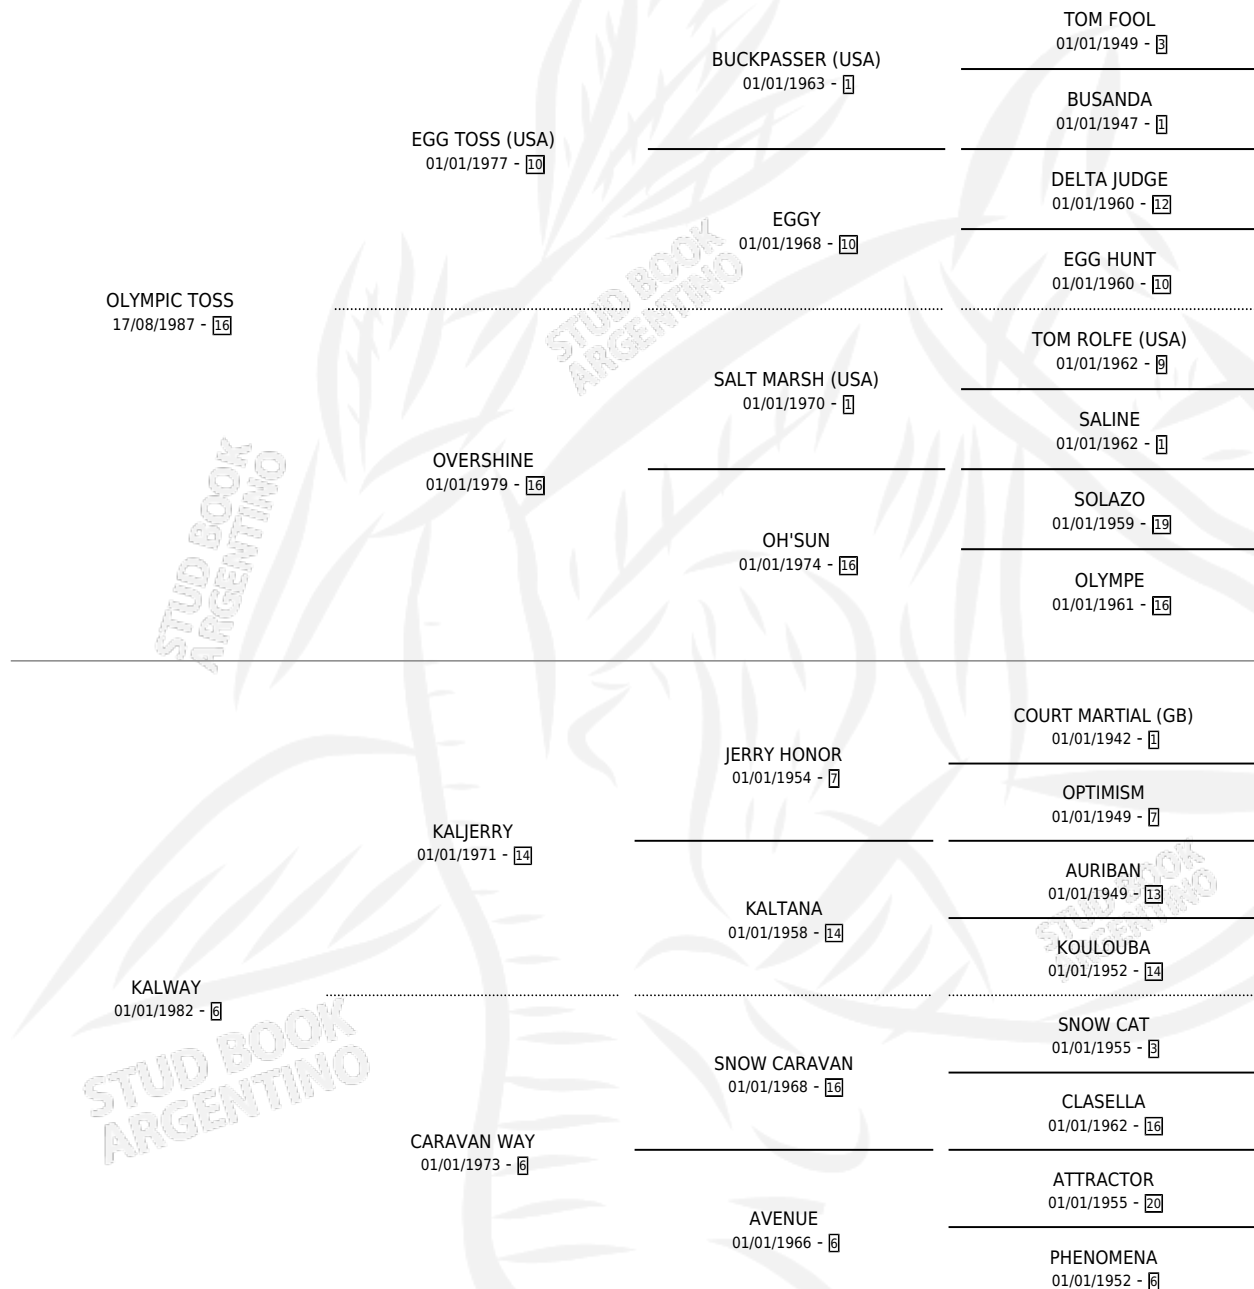 TOM FOOL
01/01/1949 - 3
BUCKPASSER (USA)
01/01/1963 - 1
BUSANDA
01/01/1947 - 1
EGG TOSS (USA)
01/01/1977 - 10
DELTA JUDGE
01/01/1960 - 12
EGGY
01/01/1968 - 10
EGG HUNT
01/01/1960 - 10
OLYMPIC TOSS
17/08/1987 - 16
TOM ROLFE (USA)
01/01/1962 - 9
SALT MARSH (USA)
01/01/1970 - 1
SALINE
01/01/1962 - 1
OVERSHINE
01/01/1979 - 16
SOLAZO
01/01/1959 - 19
OH'SUN
01/01/1974 - 16
OLYMPE
01/01/1961 - 16
COURT MARTIAL (GB)
01/01/1942 - 1
JERRY HONOR
01/01/1954 - 7
OPTIMISM
01/01/1949 - 7
KALJERRY
01/01/1971 - 14
AURIBAN
01/01/1949 - 13
KALTANA
01/01/1958 - 14
KOULOUBA
01/01/1952 - 14
KALWAY
01/01/1982 - 6
SNOW CAT
01/01/1955 - 3
SNOW CARAVAN
01/01/1968 - 16
CLASELLA
01/01/1962 - 16
CARAVAN WAY
01/01/1973 - 6
ATTRACTOR
01/01/1955 - 20
AVENUE
01/01/1966 - 6
PHENOMENA
01/01/1952 - 6
STUD BOOK
ARGENTINO
STUD BOOK
ARGENTINO
STUD BOOK
ARGENTINO
STUD BOOK
ARGENTINO